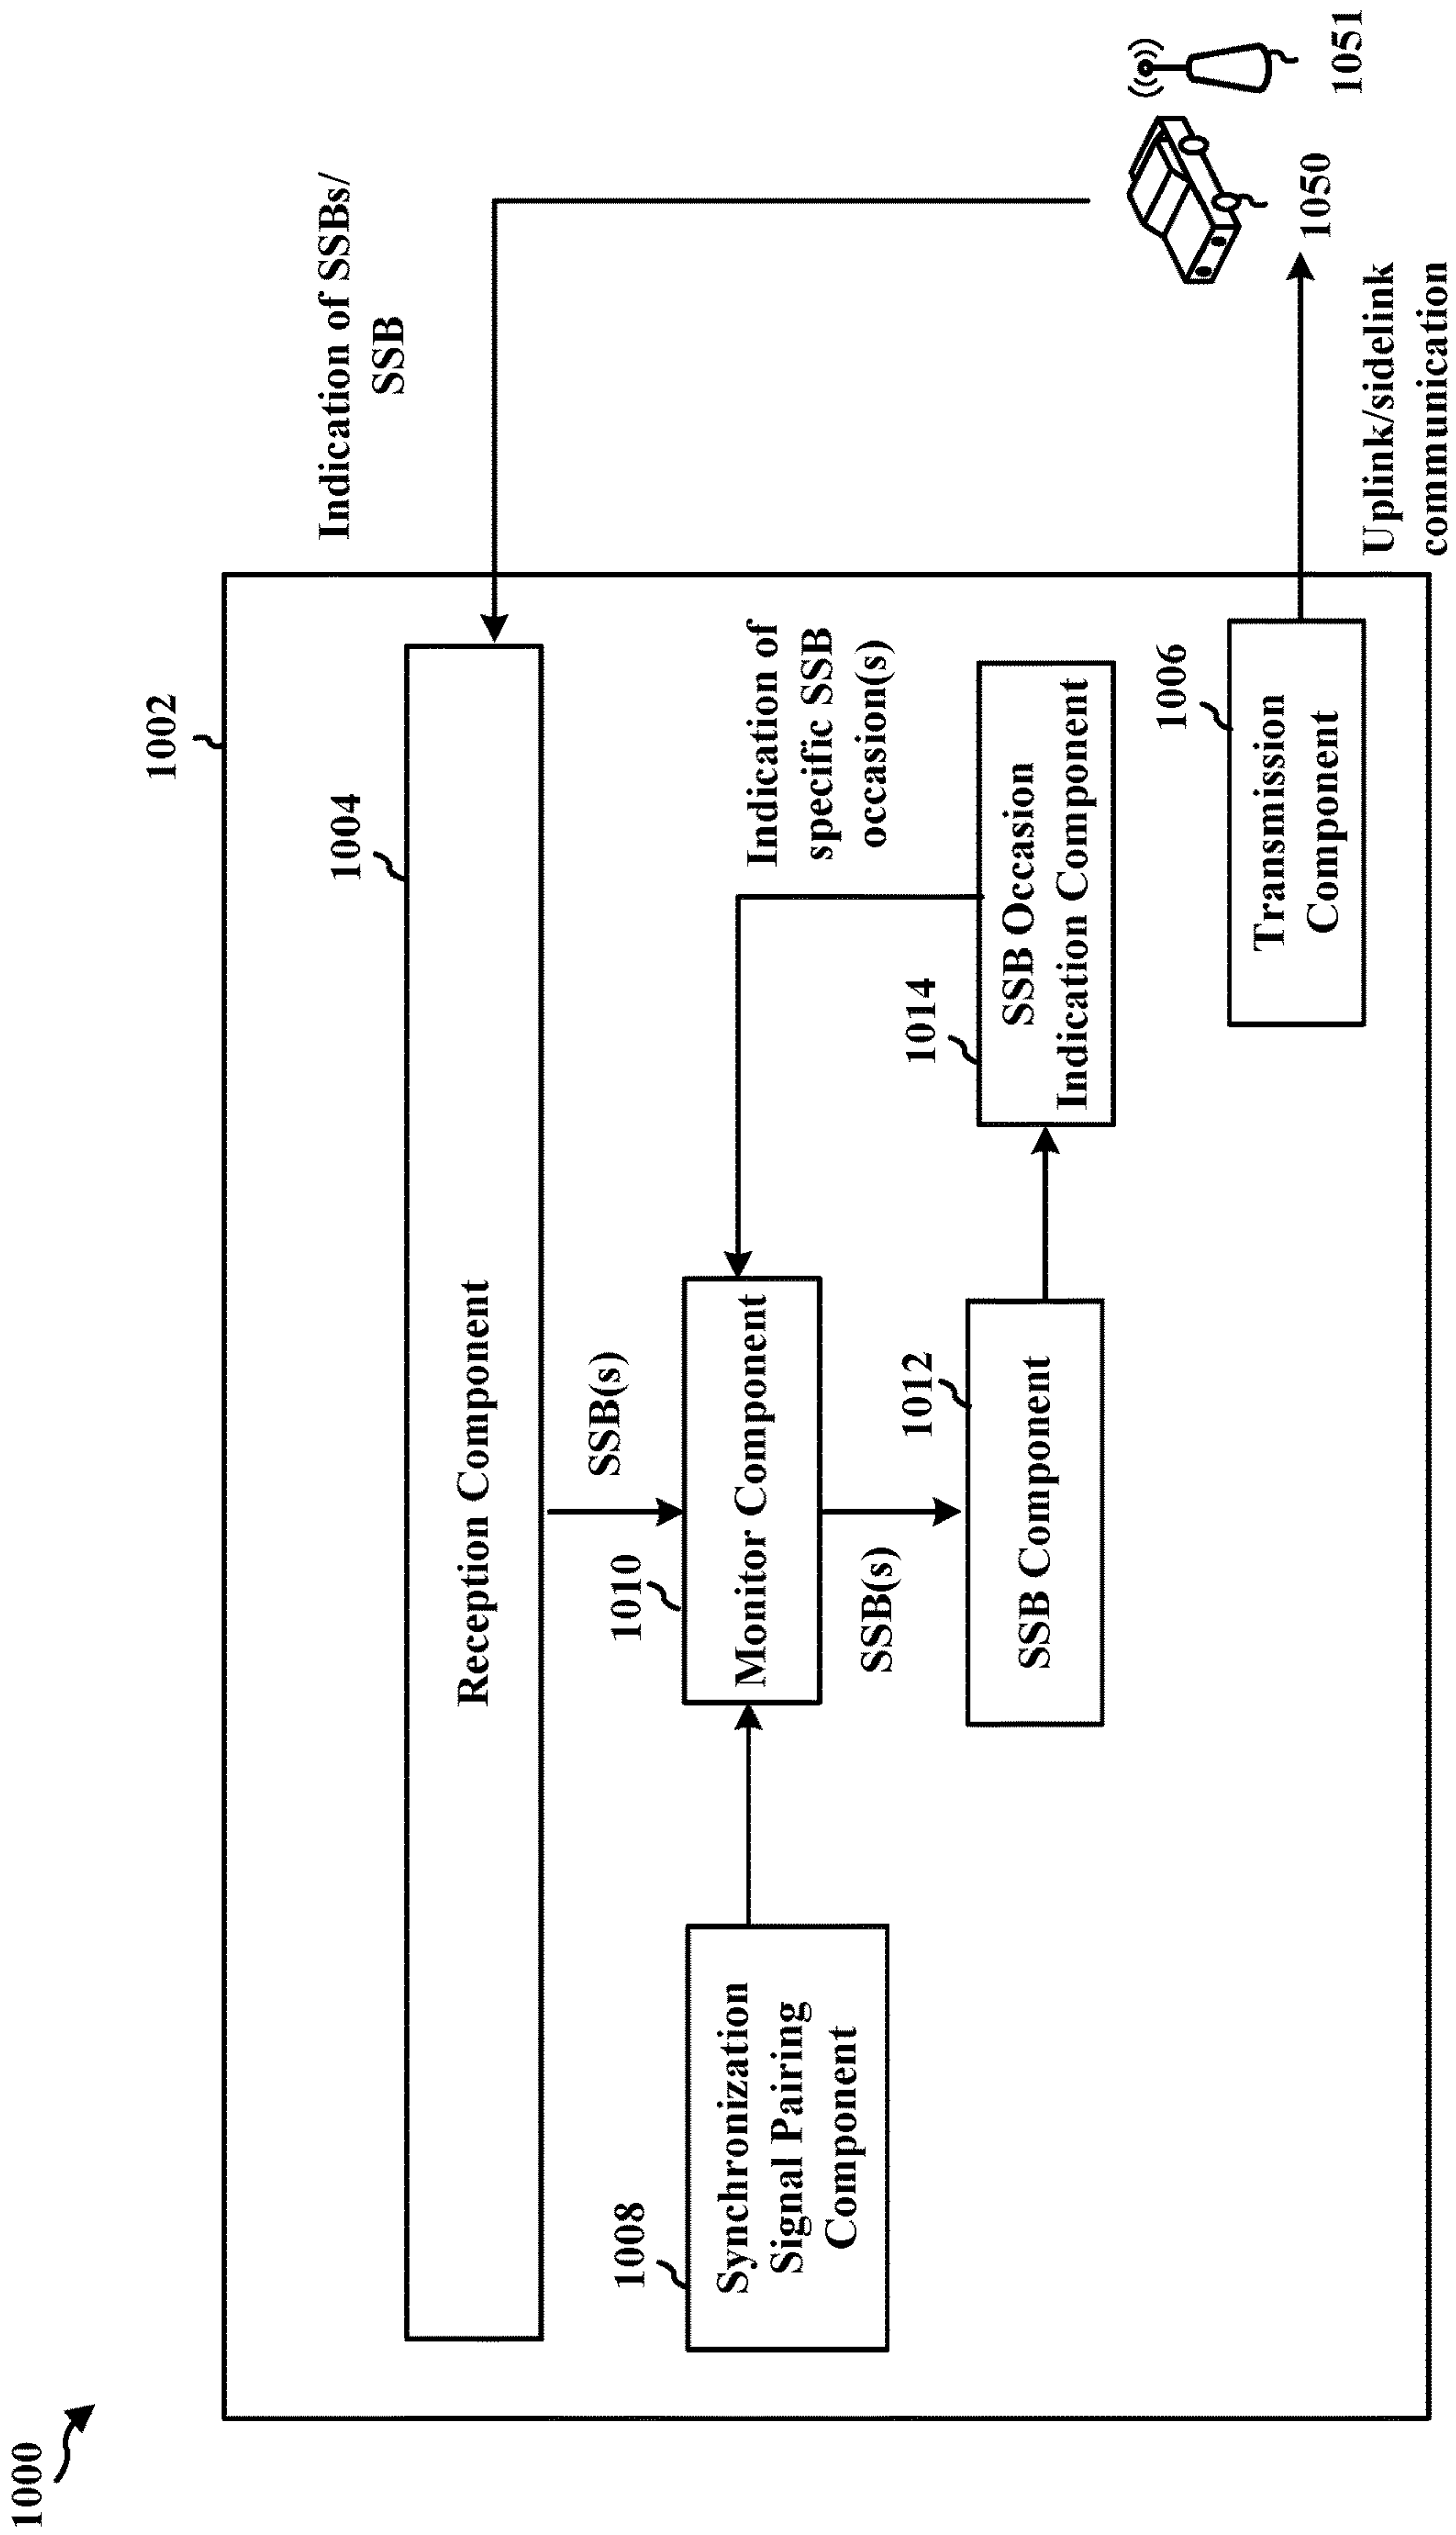 1000
1002
1004
Reception Component
Indication of SSBs/
SSB
SSB(s)
1008
Synchronization
Signal Pairing
Component
1010
Monitor Component
Indication of
specific SSB
occasion(s)
SSB(s)
1012
SSB Component
1014
SSB Occasion
Indication Component
1006
Transmission
Component
Uplink/sidelink
communication
1050
1051